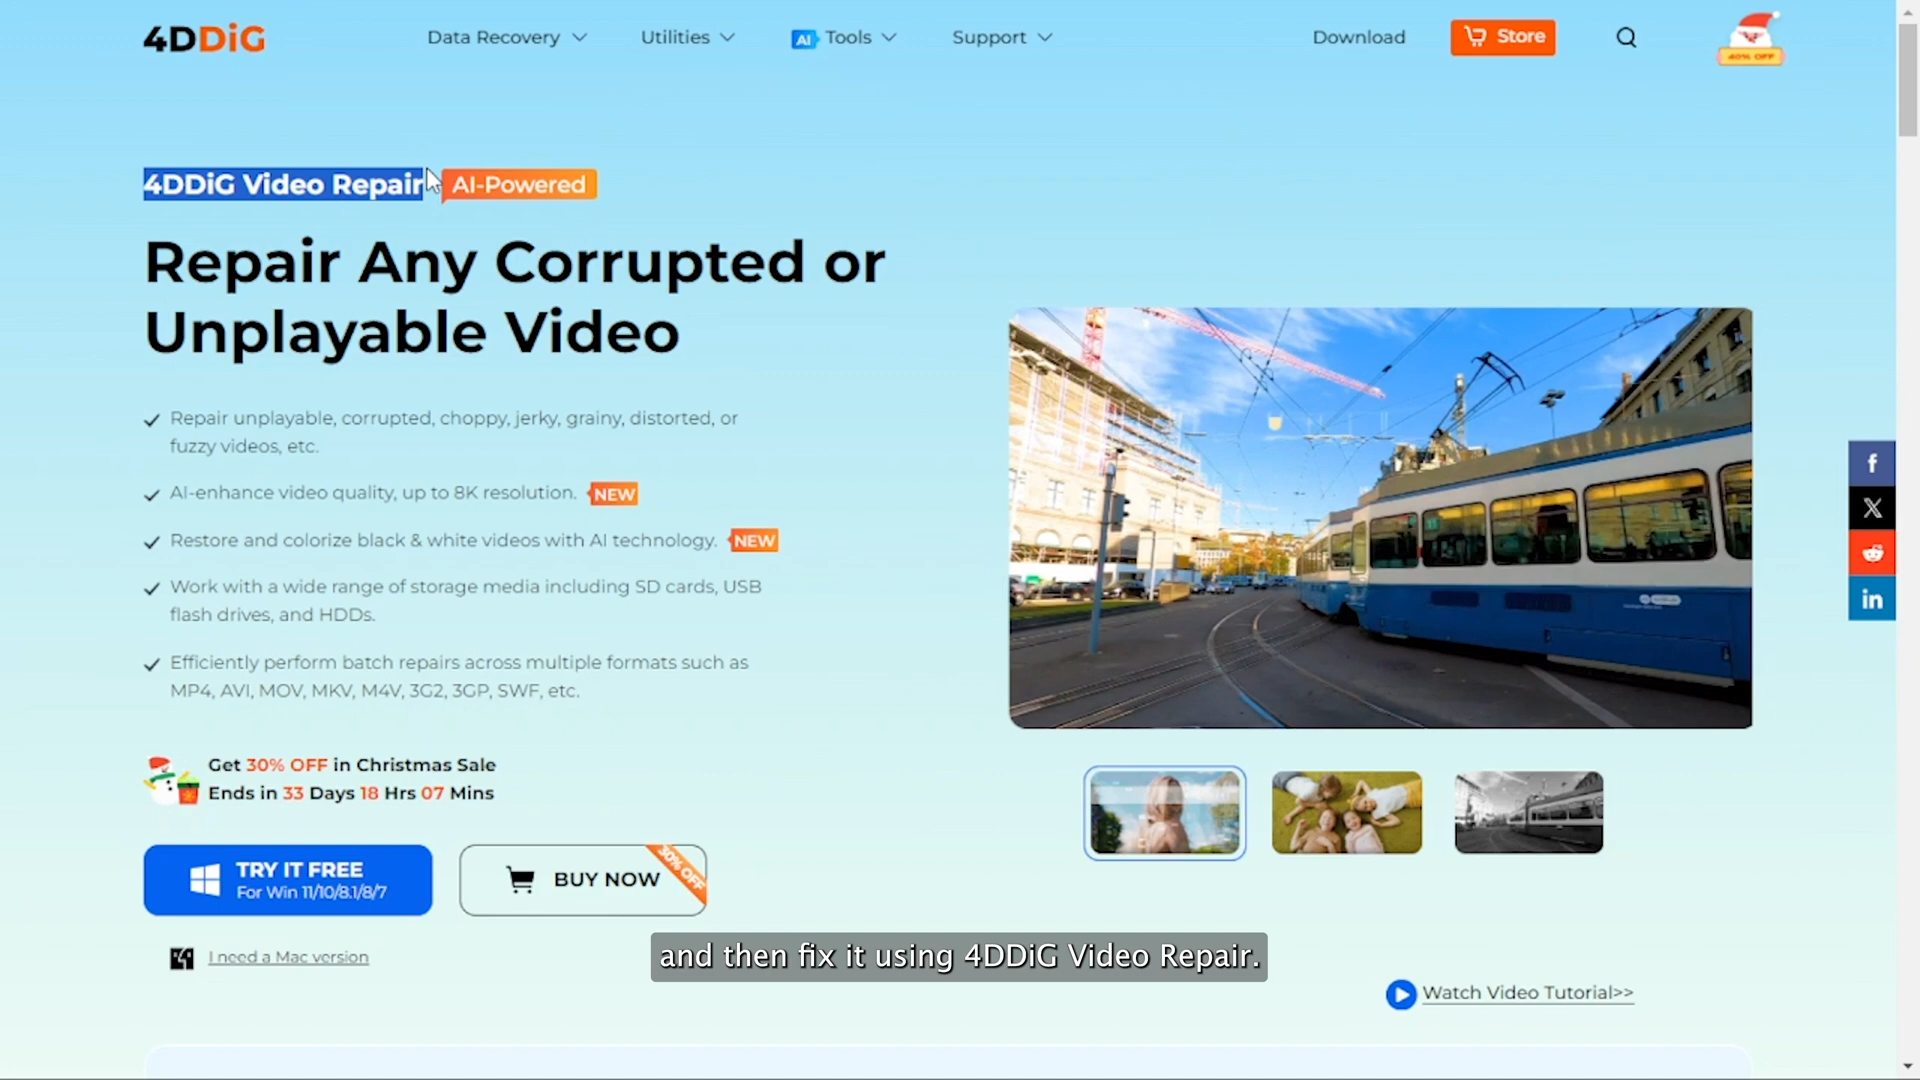 4DDiG
Data Recovery
Utilities
AI Tools
Support
Download
Store
40% OFF
4DDiG Video Repair
AI-Powered
Repair Any Corrupted or
Unplayable Video
Repair unplayable, corrupted, choppy, jerky, grainy, distorted, or
fuzzy videos, etc.
AI-enhance video quality, up to 8K resolution. NEW
Restore and colorize black & white videos with AI technology. NEW
Work with a wide range of storage media including SD cards, USB
flash drives, and HDDs.
Efficiently perform batch repairs across multiple formats such as
MP4, AVI, MOV, MKV, M4V, 3G2, 3GP, SWF, etc.
Get 30% OFF in Christmas Sale
Ends in 33 Days 18 Hrs 07 Mins
TRY IT FREE
For Win 11/10/8.1/8/7
BUY NOW
30% OFF
I need a Mac version
and then fix it using 4DDiG Video Repair.
Watch Video Tutorial>>